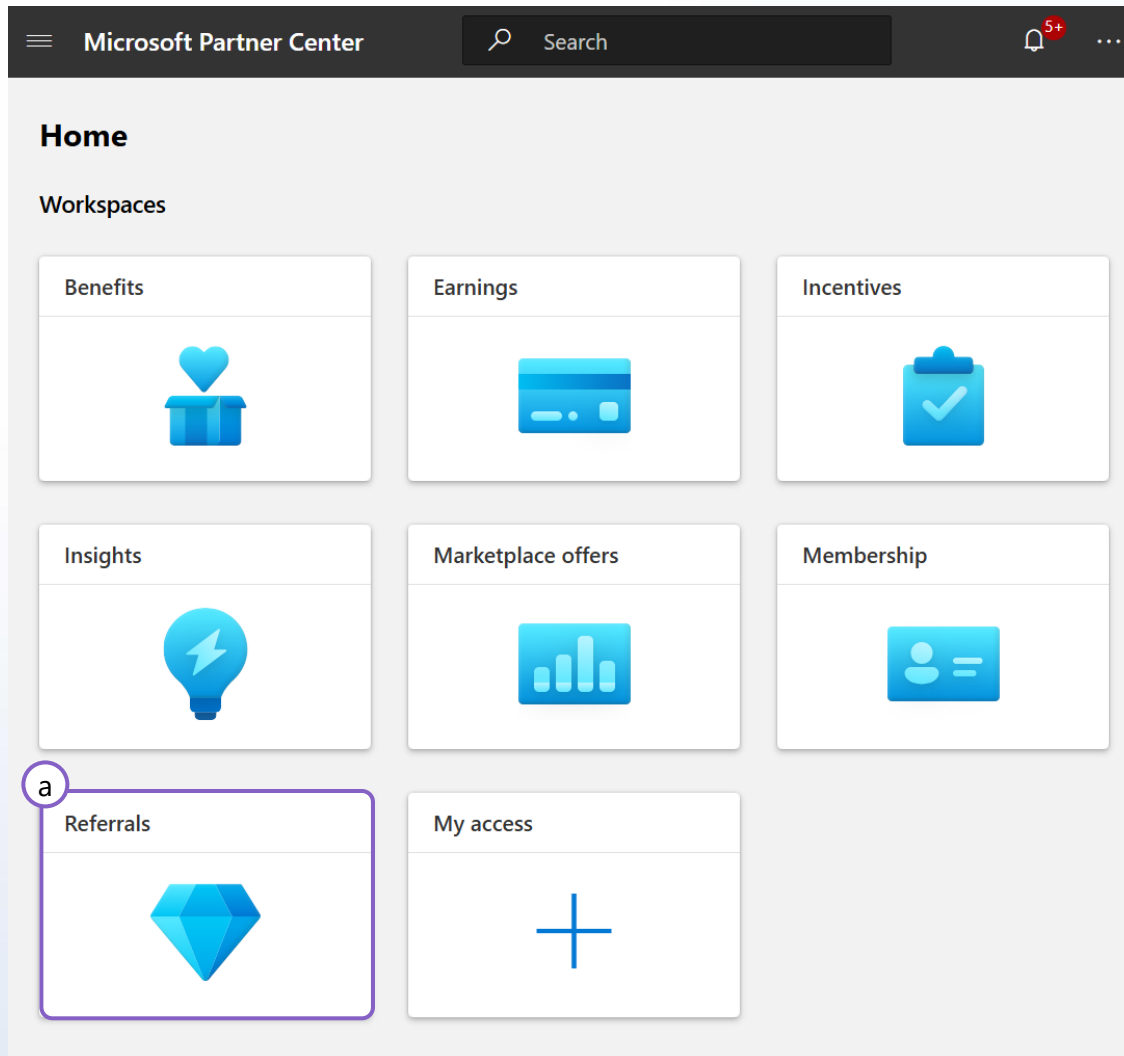 Microsoft Partner Center
Search
5+
...
Home
Workspaces
Benefits
Earnings
Incentives
Insights
Marketplace offers
Membership
a
Referrals
My access